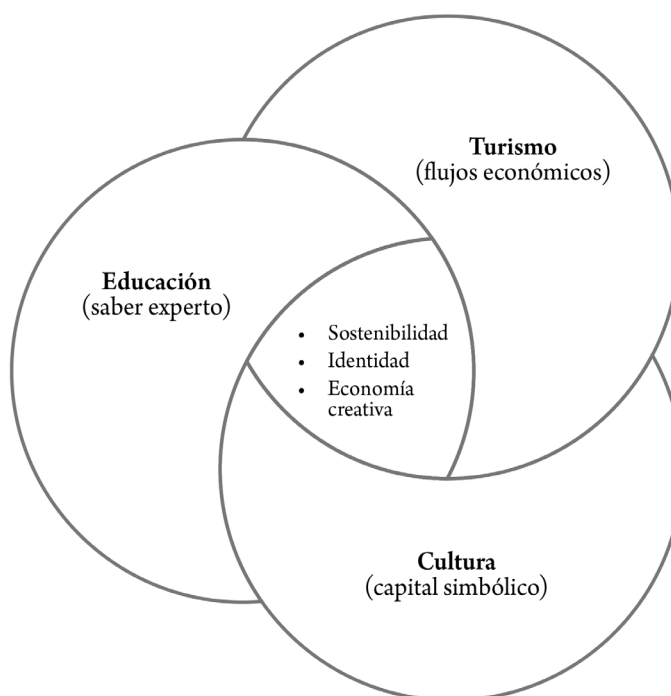 Turismo
(flujos económicos)
Educación
(saber experto)
• Sostenibilidad
• Identidad
• Economía
creativa
Cultura
(capital simbólico)